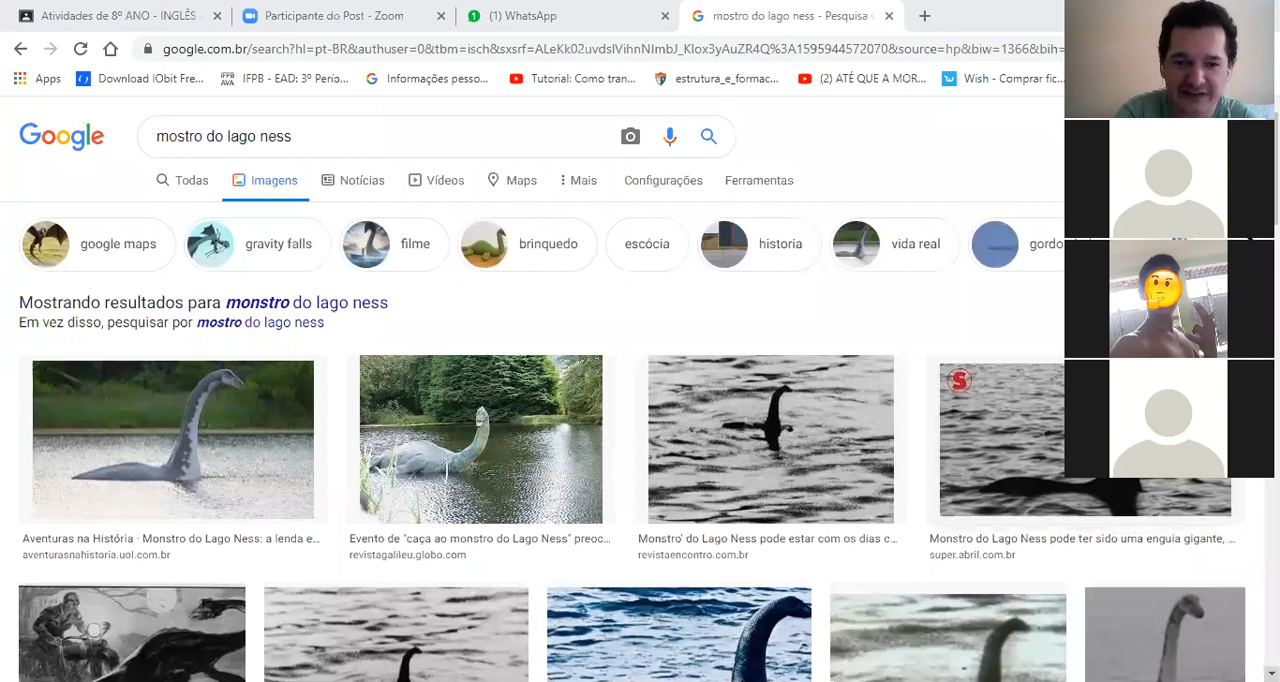 Atividades de 8º ANO - INGLÊS
Participante do Post - Zoom
(1) WhatsApp
mostro do lago ness - Pesquisa
google.com.br/search?hl=pt-BR&authuser=0&tbm=isch&sxsrf=
Apps
Download IObit Fre...
IFPB - EAD: 3º Perío...
Informações pesso...
Tutorial: Como tran...
estrutura_e_formac...
(2) ATÉ QUE A MOR...
Wish - Comprar fic...
Google
mostro do lago ness
Todas
Imagens
Notícias
Vídeos
Maps
Mais
Configurações
Ferramentas
google maps
gravity falls
filme
brinquedo
escócia
historia
vida real
gordo
Mostrando resultados para monstro do lago ness
Em vez disso, pesquisar por mostro do lago ness
S
Aventuras na História · Monstro do Lago Ness: a lenda e...
aventurasnahistoria.uol.com.br
Evento de "caça ao monstro do Lago Ness" preoc...
revistagalileu.globo.com
Monstro' do Lago Ness pode estar com os dias c...
revistaencontro.com.br
Monstro do Lago Ness pode ter sido uma enguia gigante, ...
super.abril.com.br